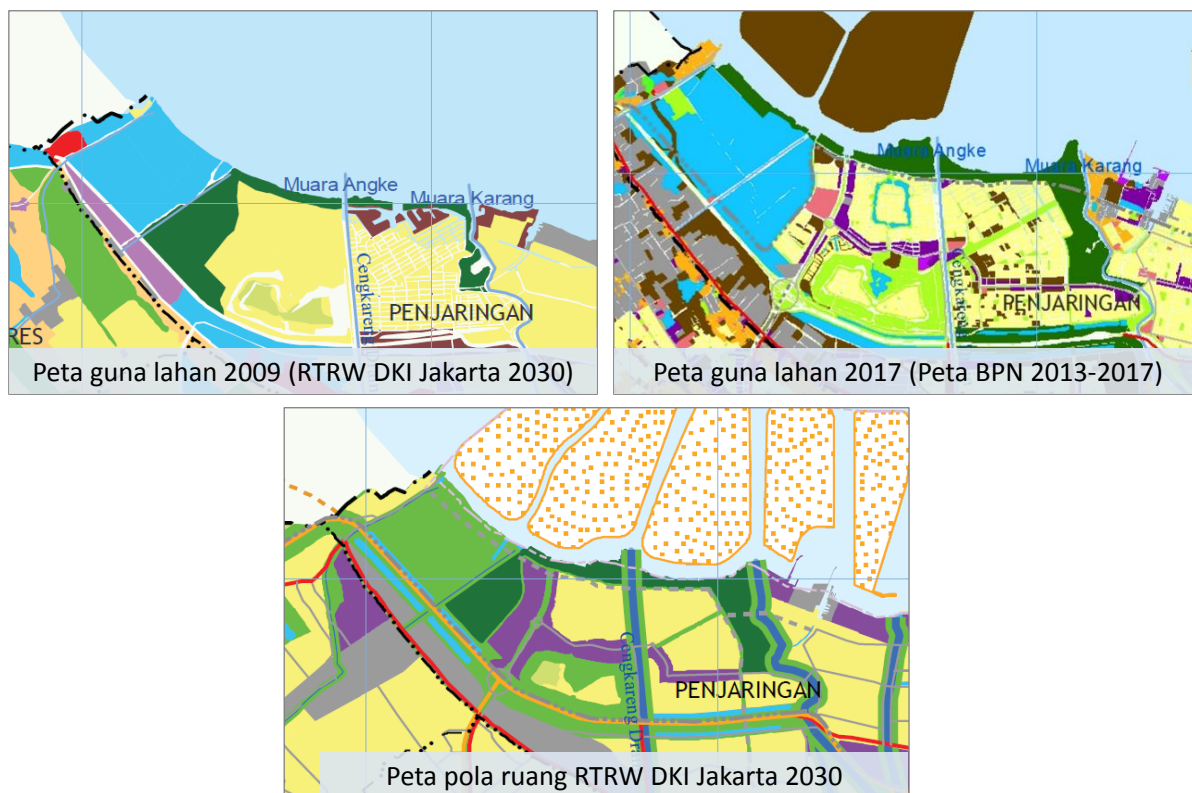 Muara Angke
Muara Karang
Cengkareng
PENJARINGAN
RES
Peta guna lahan 2009 (RTRW DKI Jakarta 2030)
Muara Angke
Muara Karang
Cengkareng
PENJARINGAN
Peta guna lahan 2017 (Peta BPN 2013-2017)
Cengkareng
PENJARINGAN
Peta pola ruang RTRW DKI Jakarta 2030